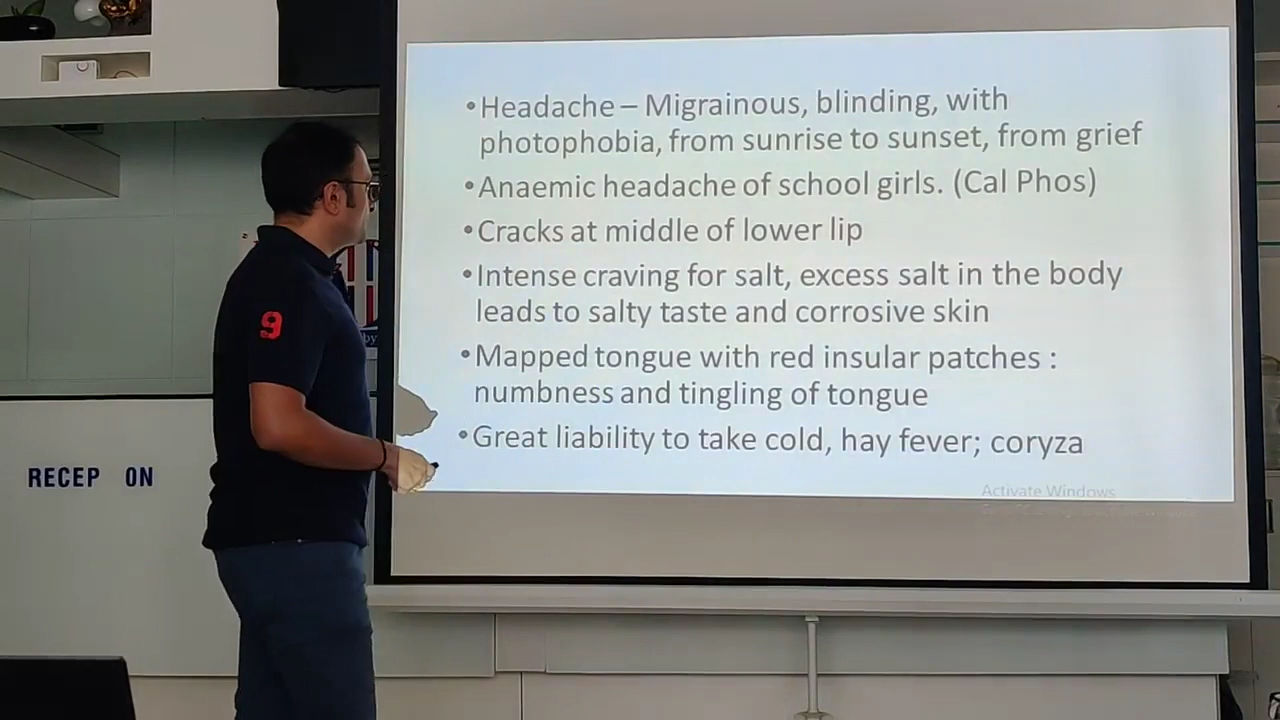 •Headache – Migrainous, blinding, with
photophobia, from sunrise to sunset, from grief
•Anaemic headache of school girls. (Cal Phos)
•Cracks at middle of lower lip
•Intense craving for salt, excess salt in the body
leads to salty taste and corrosive skin
•Mapped tongue with red insular patches :
numbness and tingling of tongue
•Great liability to take cold, hay fever; coryza
Activate Windows
9
by
RECEP ON